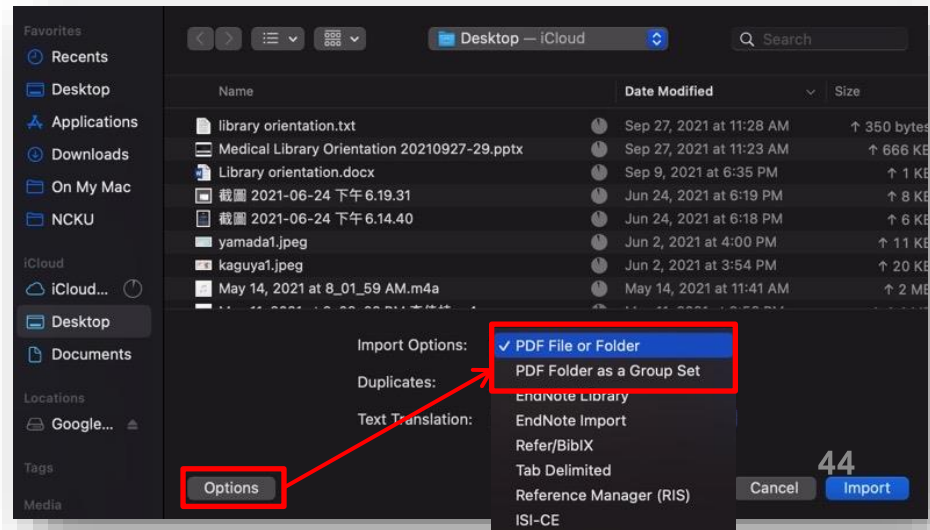 Favorites
Recents
Desktop
Applications
Downloads
On My Mac
NCKU
iCloud
iCloud...
Desktop
Documents
Locations
Google...
Tags
Media
Desktop — iCloud
Search
Name Date Modified Size
library orientation.txt Sep 27, 2021 at 11:28 AM ↑ 350 bytes
Medical Library Orientation 20210927-29.pptx Sep 27, 2021 at 11:23 AM ↑ 666 KB
Library orientation.docx Sep 9, 2021 at 6:35 PM ↑ 1 KB
截圖 2021-06-24 下午 6.19.31 Jun 24, 2021 at 6:19 PM ↑ 8 KB
截圖 2021-06-24 下午 6.14.40 Jun 24, 2021 at 6:18 PM ↑ 6 KB
yamada1.jpeg Jun 2, 2021 at 4:00 PM ↑ 11 KB
kaguya1.jpeg Jun 2, 2021 at 3:54 PM ↑ 20 KB
May 14, 2021 at 8_01_59 AM.m4a May 14, 2021 at 11:41 AM ↑ 2 MB
Import Options: ✓ PDF File or Folder
PDF Folder as a Group Set
Duplicates:
EndNote Library
Text Translation: EndNote Import
Refer/BibIX
Tab Delimited
44
Options Reference Manager (RIS) Cancel Import
ISI-CE